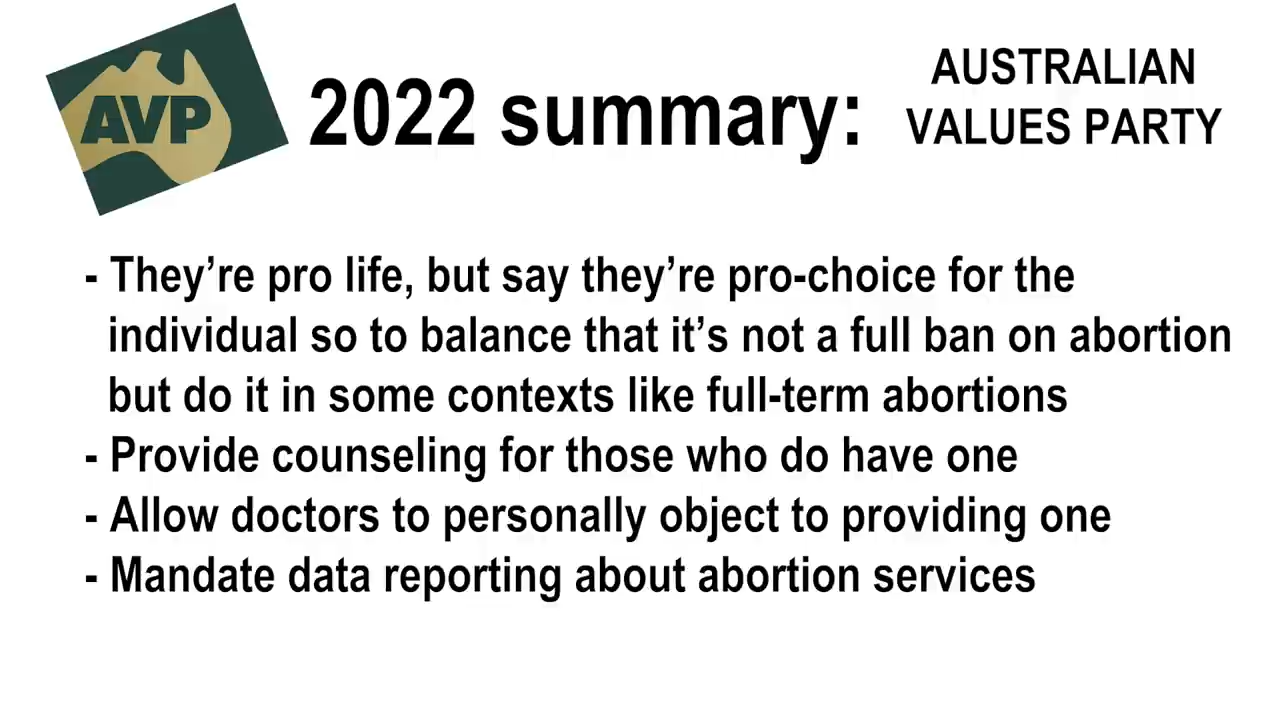 AVP
2022 summary:
AUSTRALIAN
VALUES PARTY
- They’re pro life, but say they’re pro-choice for the
individual so to balance that it’s not a full ban on abortion
but do it in some contexts like full-term abortions
- Provide counseling for those who do have one
- Allow doctors to personally object to providing one
- Mandate data reporting about abortion services